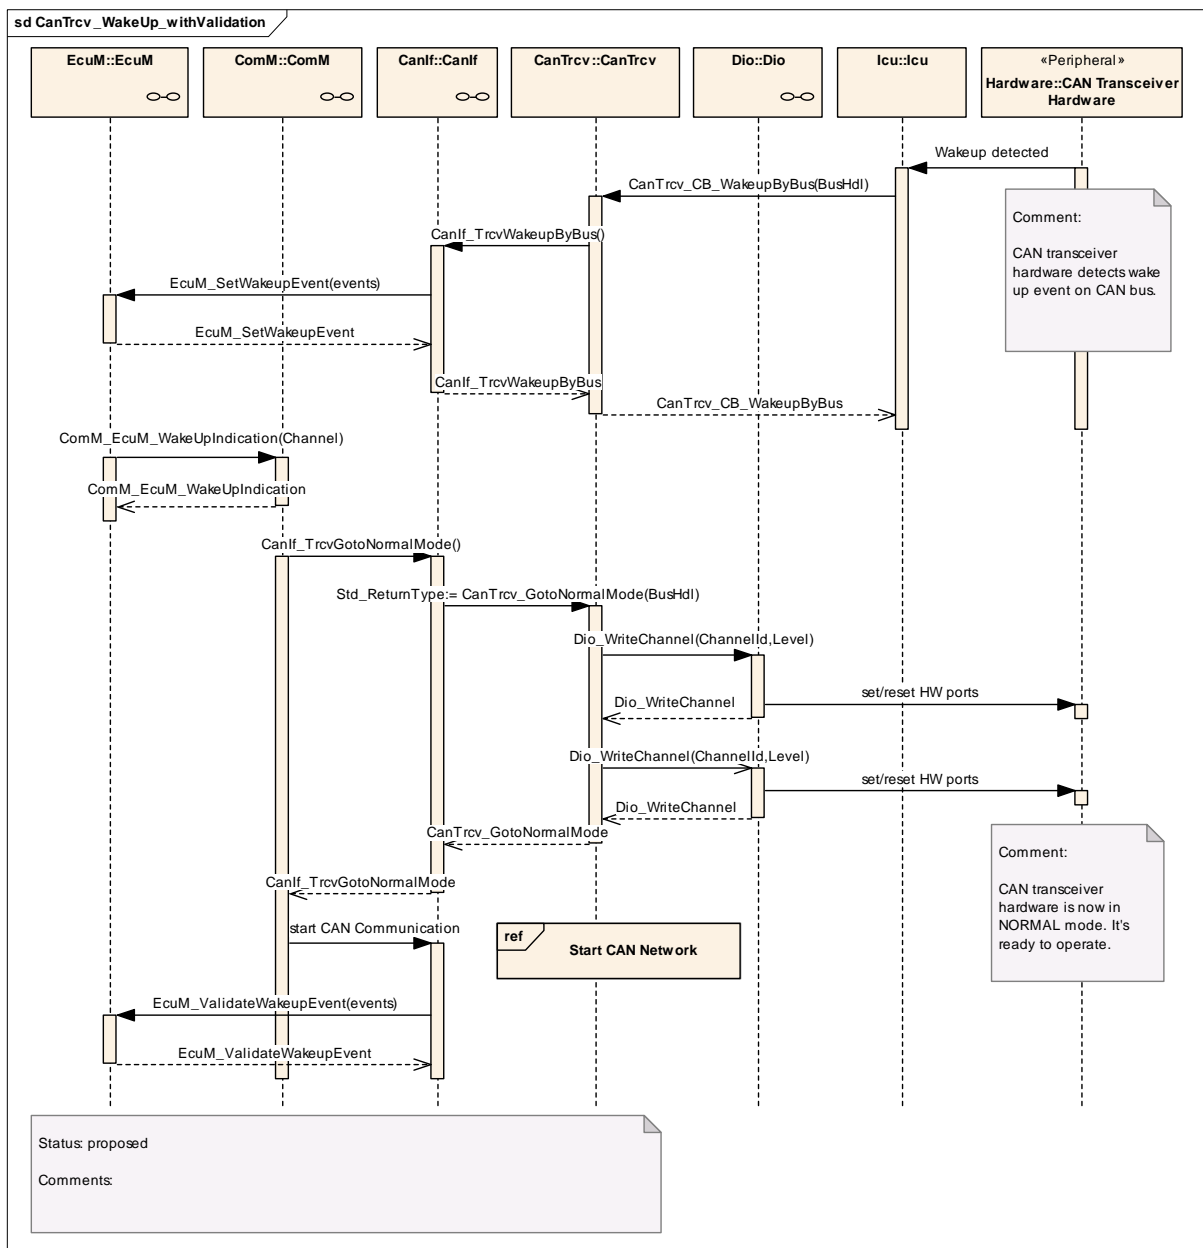 sd CanTrcv_WakeUp_withValidation
EcuM::EcuM
ComM::ComM
CanIf::CanIf
CanTrcv::CanTrcv
Dio::Dio
Icu::Icu
«Peripheral»
Hardware::CAN Transceiver
Hardware
Wakeup detected
CanTrcv_CB_WakeupByBus(BusHdl)
Comment:
CAN transceiver
hardware detects wake
up event on CAN bus.
CanIf_TrcvWakeupByBus()
EcuM_SetWakeupEvent(events)
EcuM_SetWakeupEvent
CanIf_TrcvWakeupByBus
CanTrcv_CB_WakeupByBus
ComM_EcuM_WakeUpIndication(Channel)
ComM_EcuM_WakeUpIndication
CanIf_TrcvGotoNormalMode()
Std_ReturnType:= CanTrcv_GotoNormalMode(BusHdl)
Dio_WriteChannel(ChannelId,Level)
set/reset HW ports
Dio_WriteChannel
Dio_WriteChannel(ChannelId,Level)
set/reset HW ports
Dio_WriteChannel
CanTrcv_GotoNormalMode
Comment:
CAN transceiver
hardware is now in
NORMAL mode. It's
ready to operate.
CanIf_TrcvGotoNormalMode
start CAN Communication
ref
Start CAN Network
EcuM_ValidateWakeupEvent(events)
EcuM_ValidateWakeupEvent
Status: proposed
Comments: